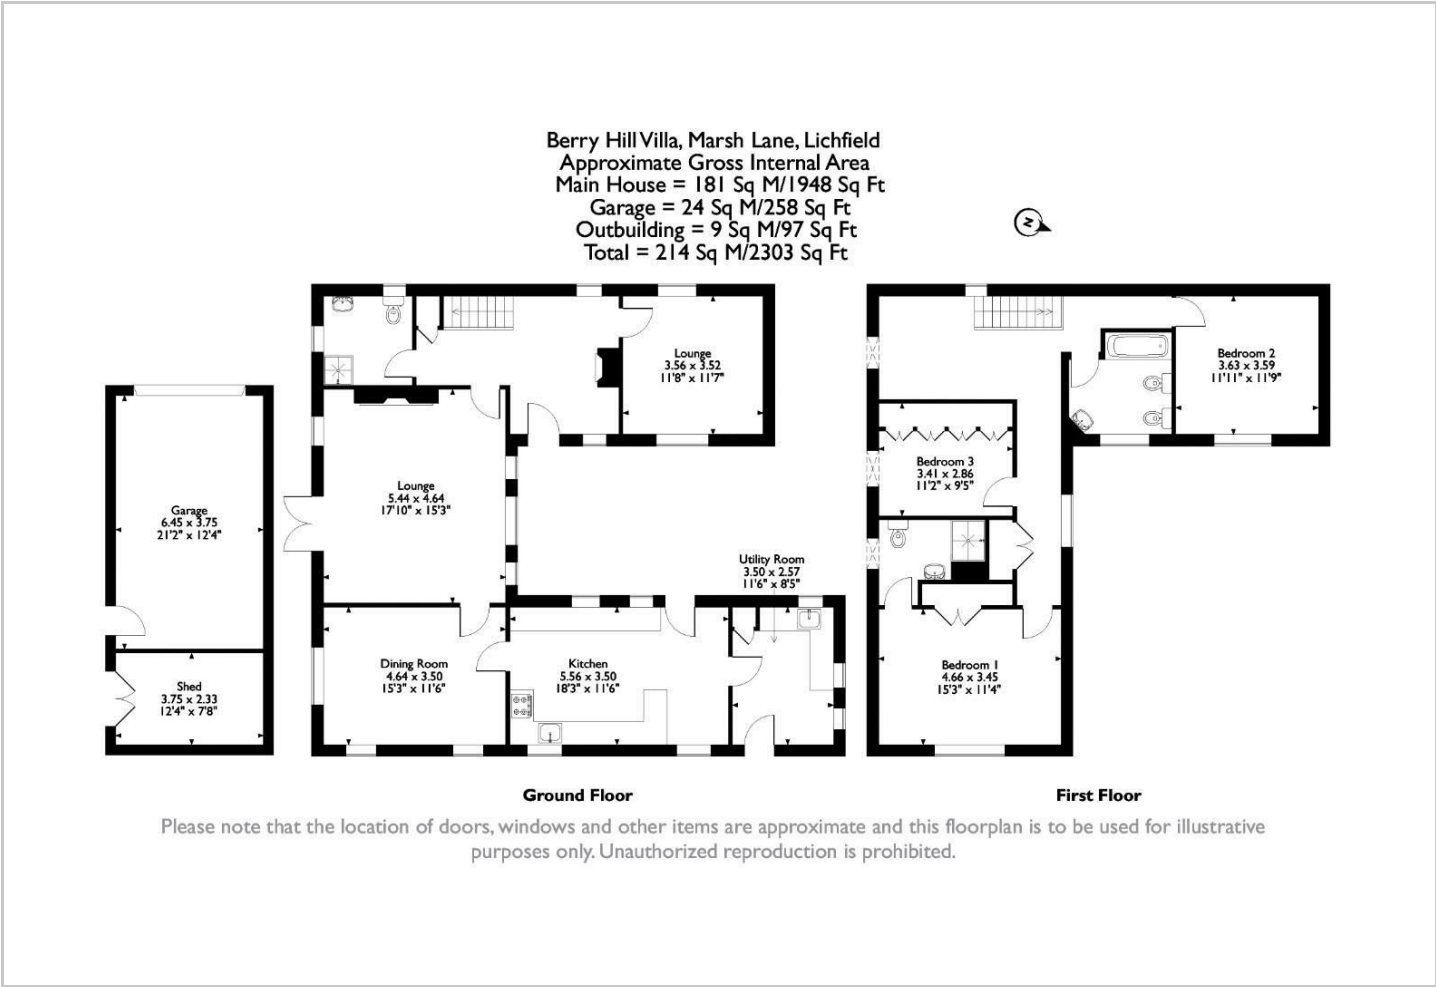 Berry Hill Villa, Marsh Lane, Lichfield
Approximate Gross Internal Area
Main House = 181 Sq M/1948 Sq Ft
Garage = 24 Sq M/258 Sq Ft
Outbuilding = 9 Sq M/97 Sq Ft
Total = 214 Sq M/2303 Sq Ft
N
Lounge
3.56 x 3.52
11'8" x 11'7"
Bedroom 2
3.63 x 3.59
11'11" x 11'9"
Bedroom 3
3.41 x 2.86
11'2" x 9'5"
Lounge
5.44 x 4.64
17'10" x 15'3"
Garage
6.45 x 3.75
21'2" x 12'4"
Utility Room
3.50 x 2.57
11'6" x 8'5"
Dining Room
4.64 x 3.50
15'3" x 11'6"
Kitchen
5.56 x 3.50
18'3" x 11'6"
Bedroom 1
4.66 x 3.45
15'3" x 11'4"
Shed
3.75 x 2.33
12'4" x 7'8"
Ground Floor
First Floor
Please note that the location of doors, windows and other items are approximate and this floorplan is to be used for illustrative
purposes only. Unauthorized reproduction is prohibited.